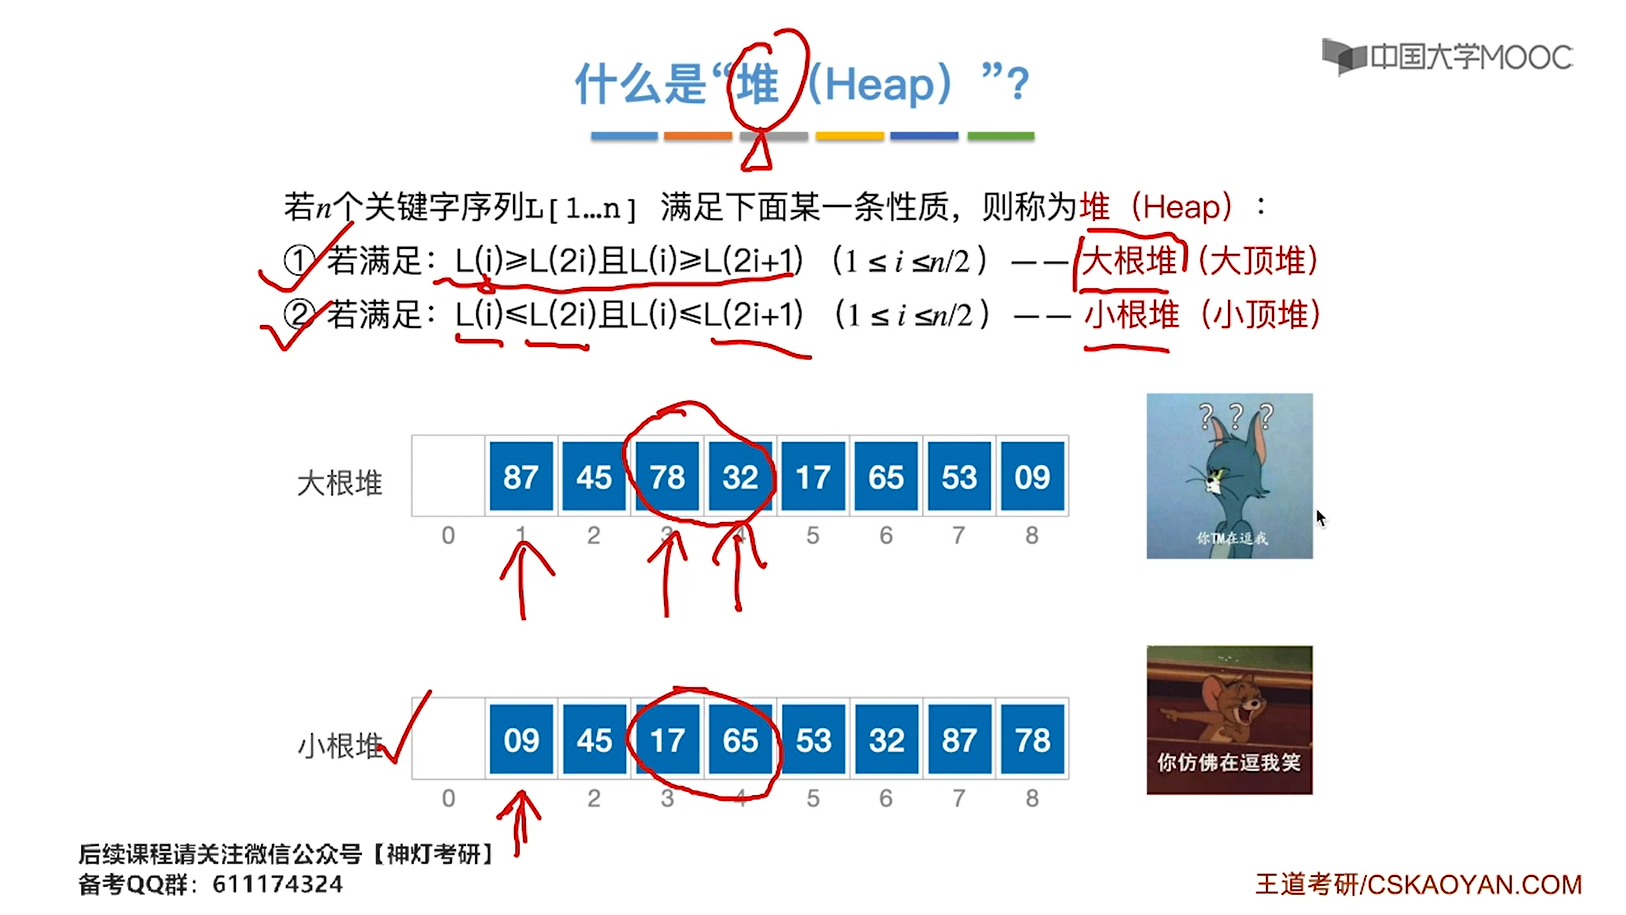 中国大学MOOC
什么是“堆（Heap）”？
若n个关键字序列L[1…n] 满足下面某一条性质，则称为堆（Heap）：
① 若满足：L(i)≥L(2i)且L(i)≥L(2i+1)（1 ≤ i ≤n/2 ）—— 大根堆（大顶堆）
② 若满足：L(i)≤L(2i)且L(i)≤L(2i+1)（1 ≤ i ≤n/2 ）—— 小根堆（小顶堆）
? ? ?
大根堆 87 45 78 32 17 65 53 09
0 1 2 3 4 5 6 7 8
你TM在逗我
小根堆 09 45 17 65 53 32 87 78
0 1 2 3 4 5 6 7 8
你仿佛在逗我笑
后续课程请关注微信公众号【神灯考研】
备考QQ群：611174324
王道考研/CSKAOYAN.COM